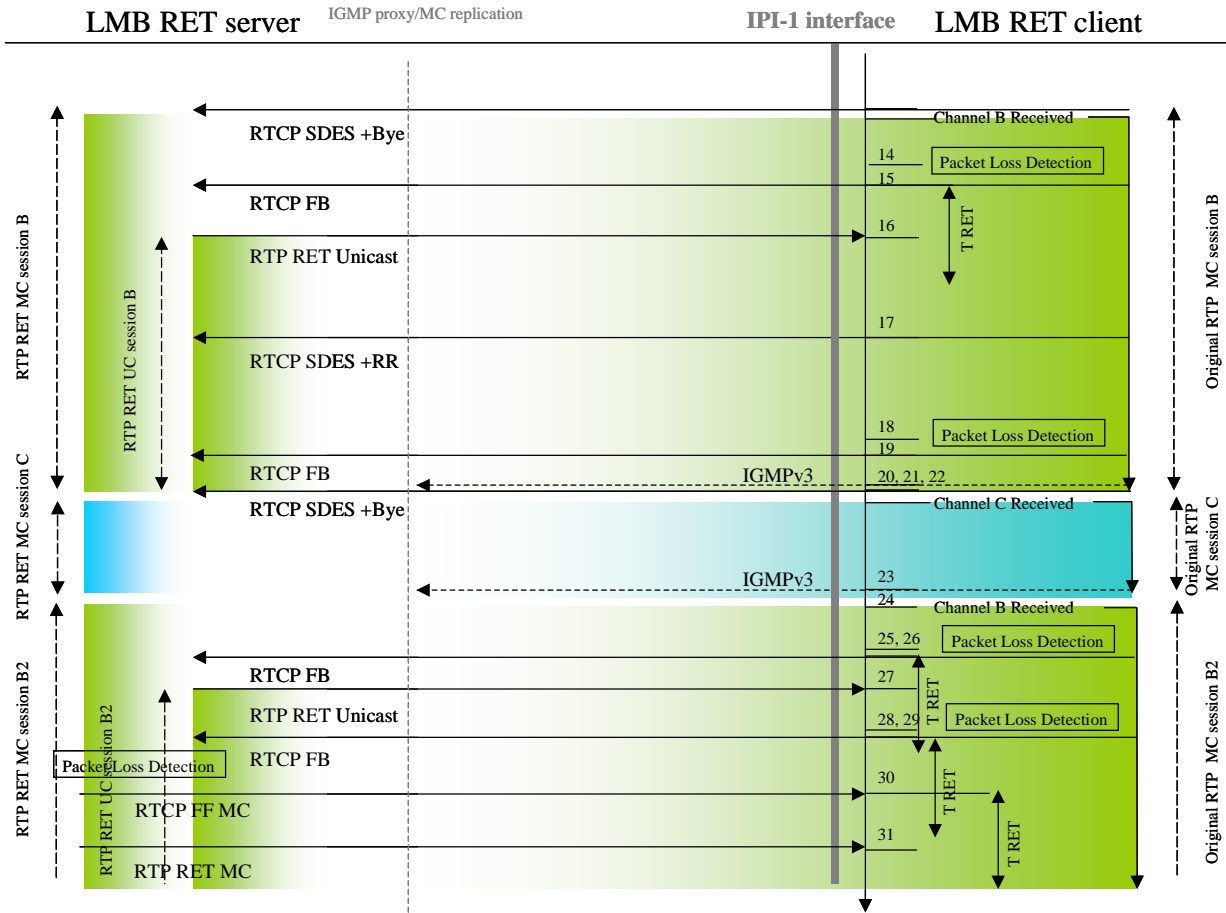 LMB RET server
IGMP proxy/MC replication
IPI-1 interface
LMB RET client
RTCP SDES +Bye
Channel B Received
14
Packet Loss Detection
15
RTCP FB
T RET
16
RTP RET Unicast
RTP RET MC session B
RTP RET UC session B
Original RTP MC session B
17
RTCP SDES +RR
18
Packet Loss Detection
19
RTCP FB
IGMPv3
20, 21, 22
RTCP SDES +Bye
Channel C Received
RTP RET MC session C
Original RTP
MC session C
IGMPv3
23
24
Channel B Received
25, 26
Packet Loss Detection
RTCP FB
27
T RET
RTP RET Unicast
28, 29
Packet Loss Detection
RTP RET MC session B2
RTP RET UC session B2
Original RTP MC session B2
RTCP FB
Packet Loss Detection
30
T RET
RTCP FF MC
31
T RET
RTP RET MC